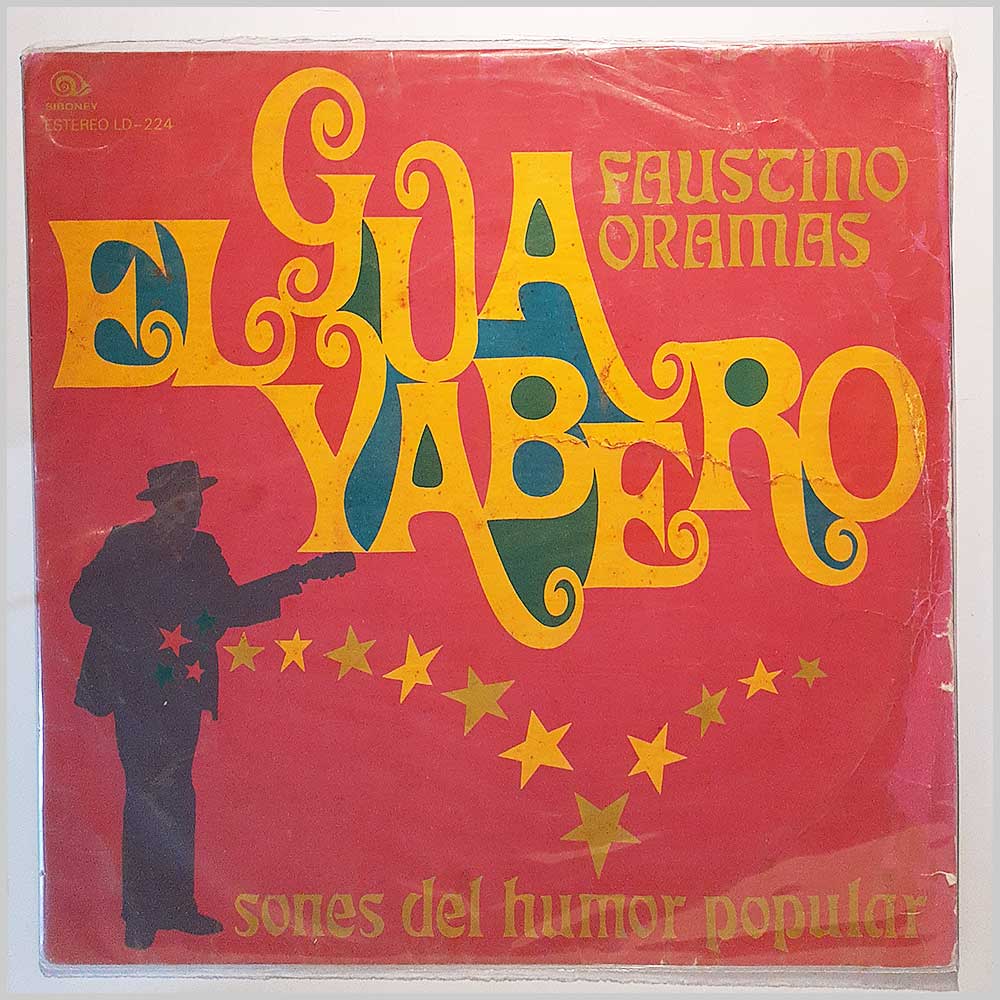 SIBONEY
ESTEREO LD-224
EL GUA
YABERO
FAUSTINO
ORAMAS
sones del humor popular